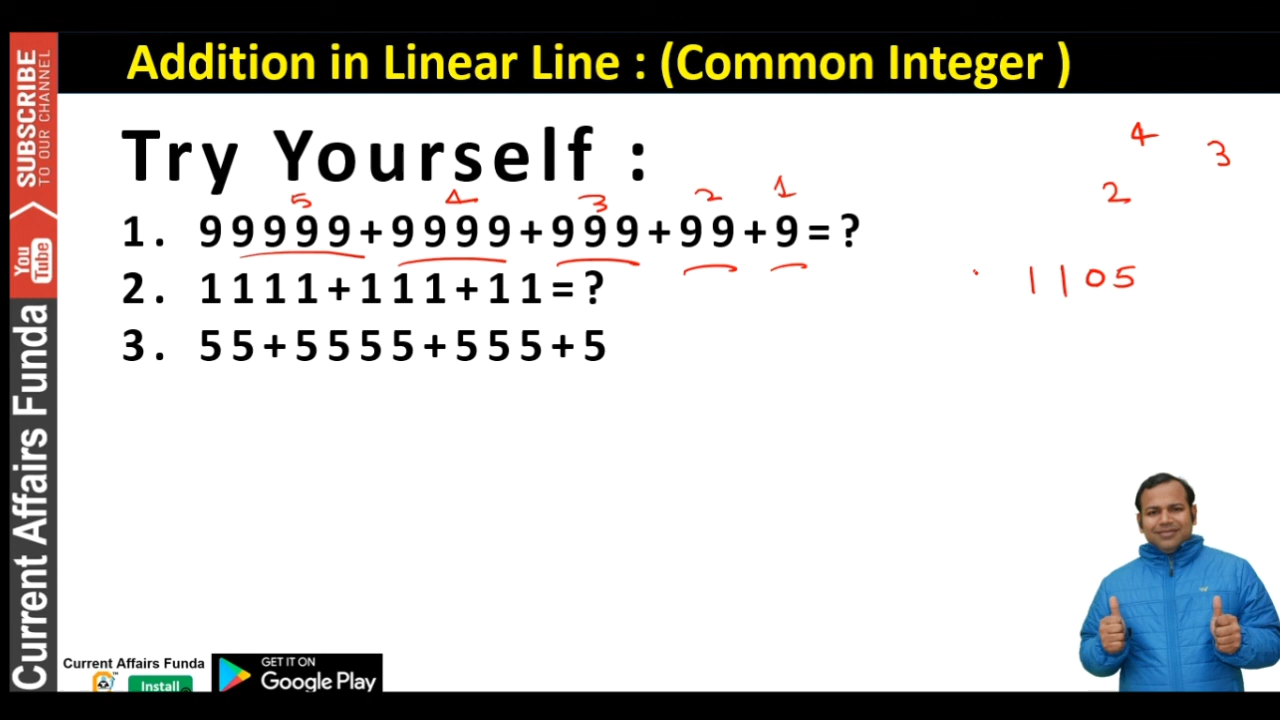 Addition in Linear Line : (Common Integer )
SUBSCRIBE
TO OUR CHANNEL
You
Tube
Current Affairs Funda
Try Yourself :
5 4 3 2 1
1. 99999+9999+999+99+9=?
2. 1111+111+11=?
3. 55+5555+555+5
4
3
2
1105
Current Affairs Funda
Install
GET IT ON
Google Play